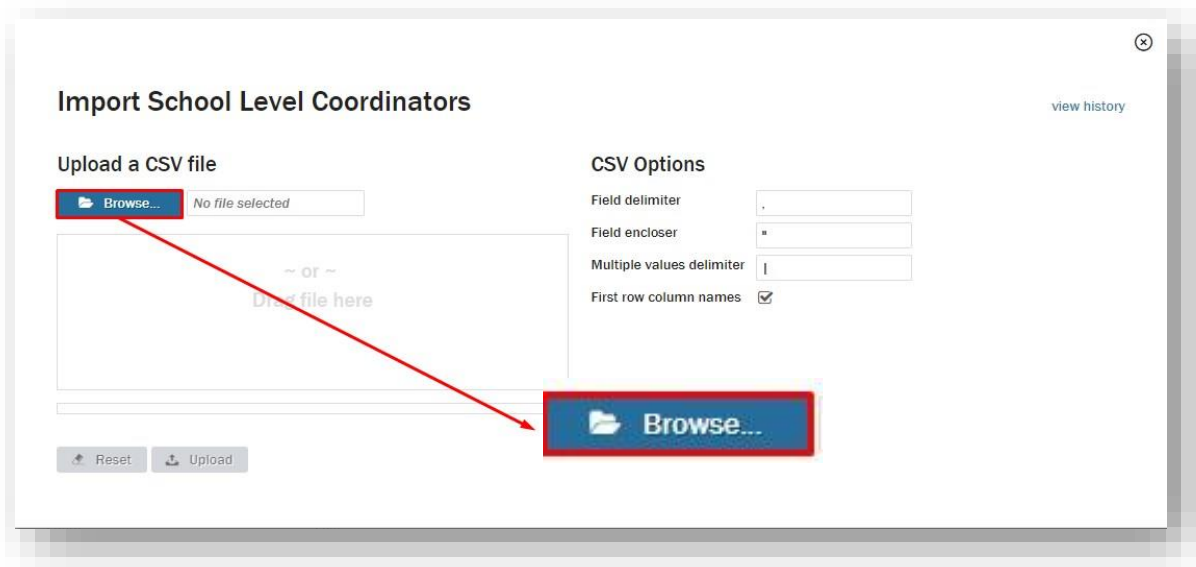 Import School Level Coordinators
view history
Upload a CSV file
Browse...
No file selected
~ or ~
Drag file here
Reset
Upload
CSV Options
Field delimiter
,
Field encloser
"
Multiple values delimiter
|
First row column names
Browse...